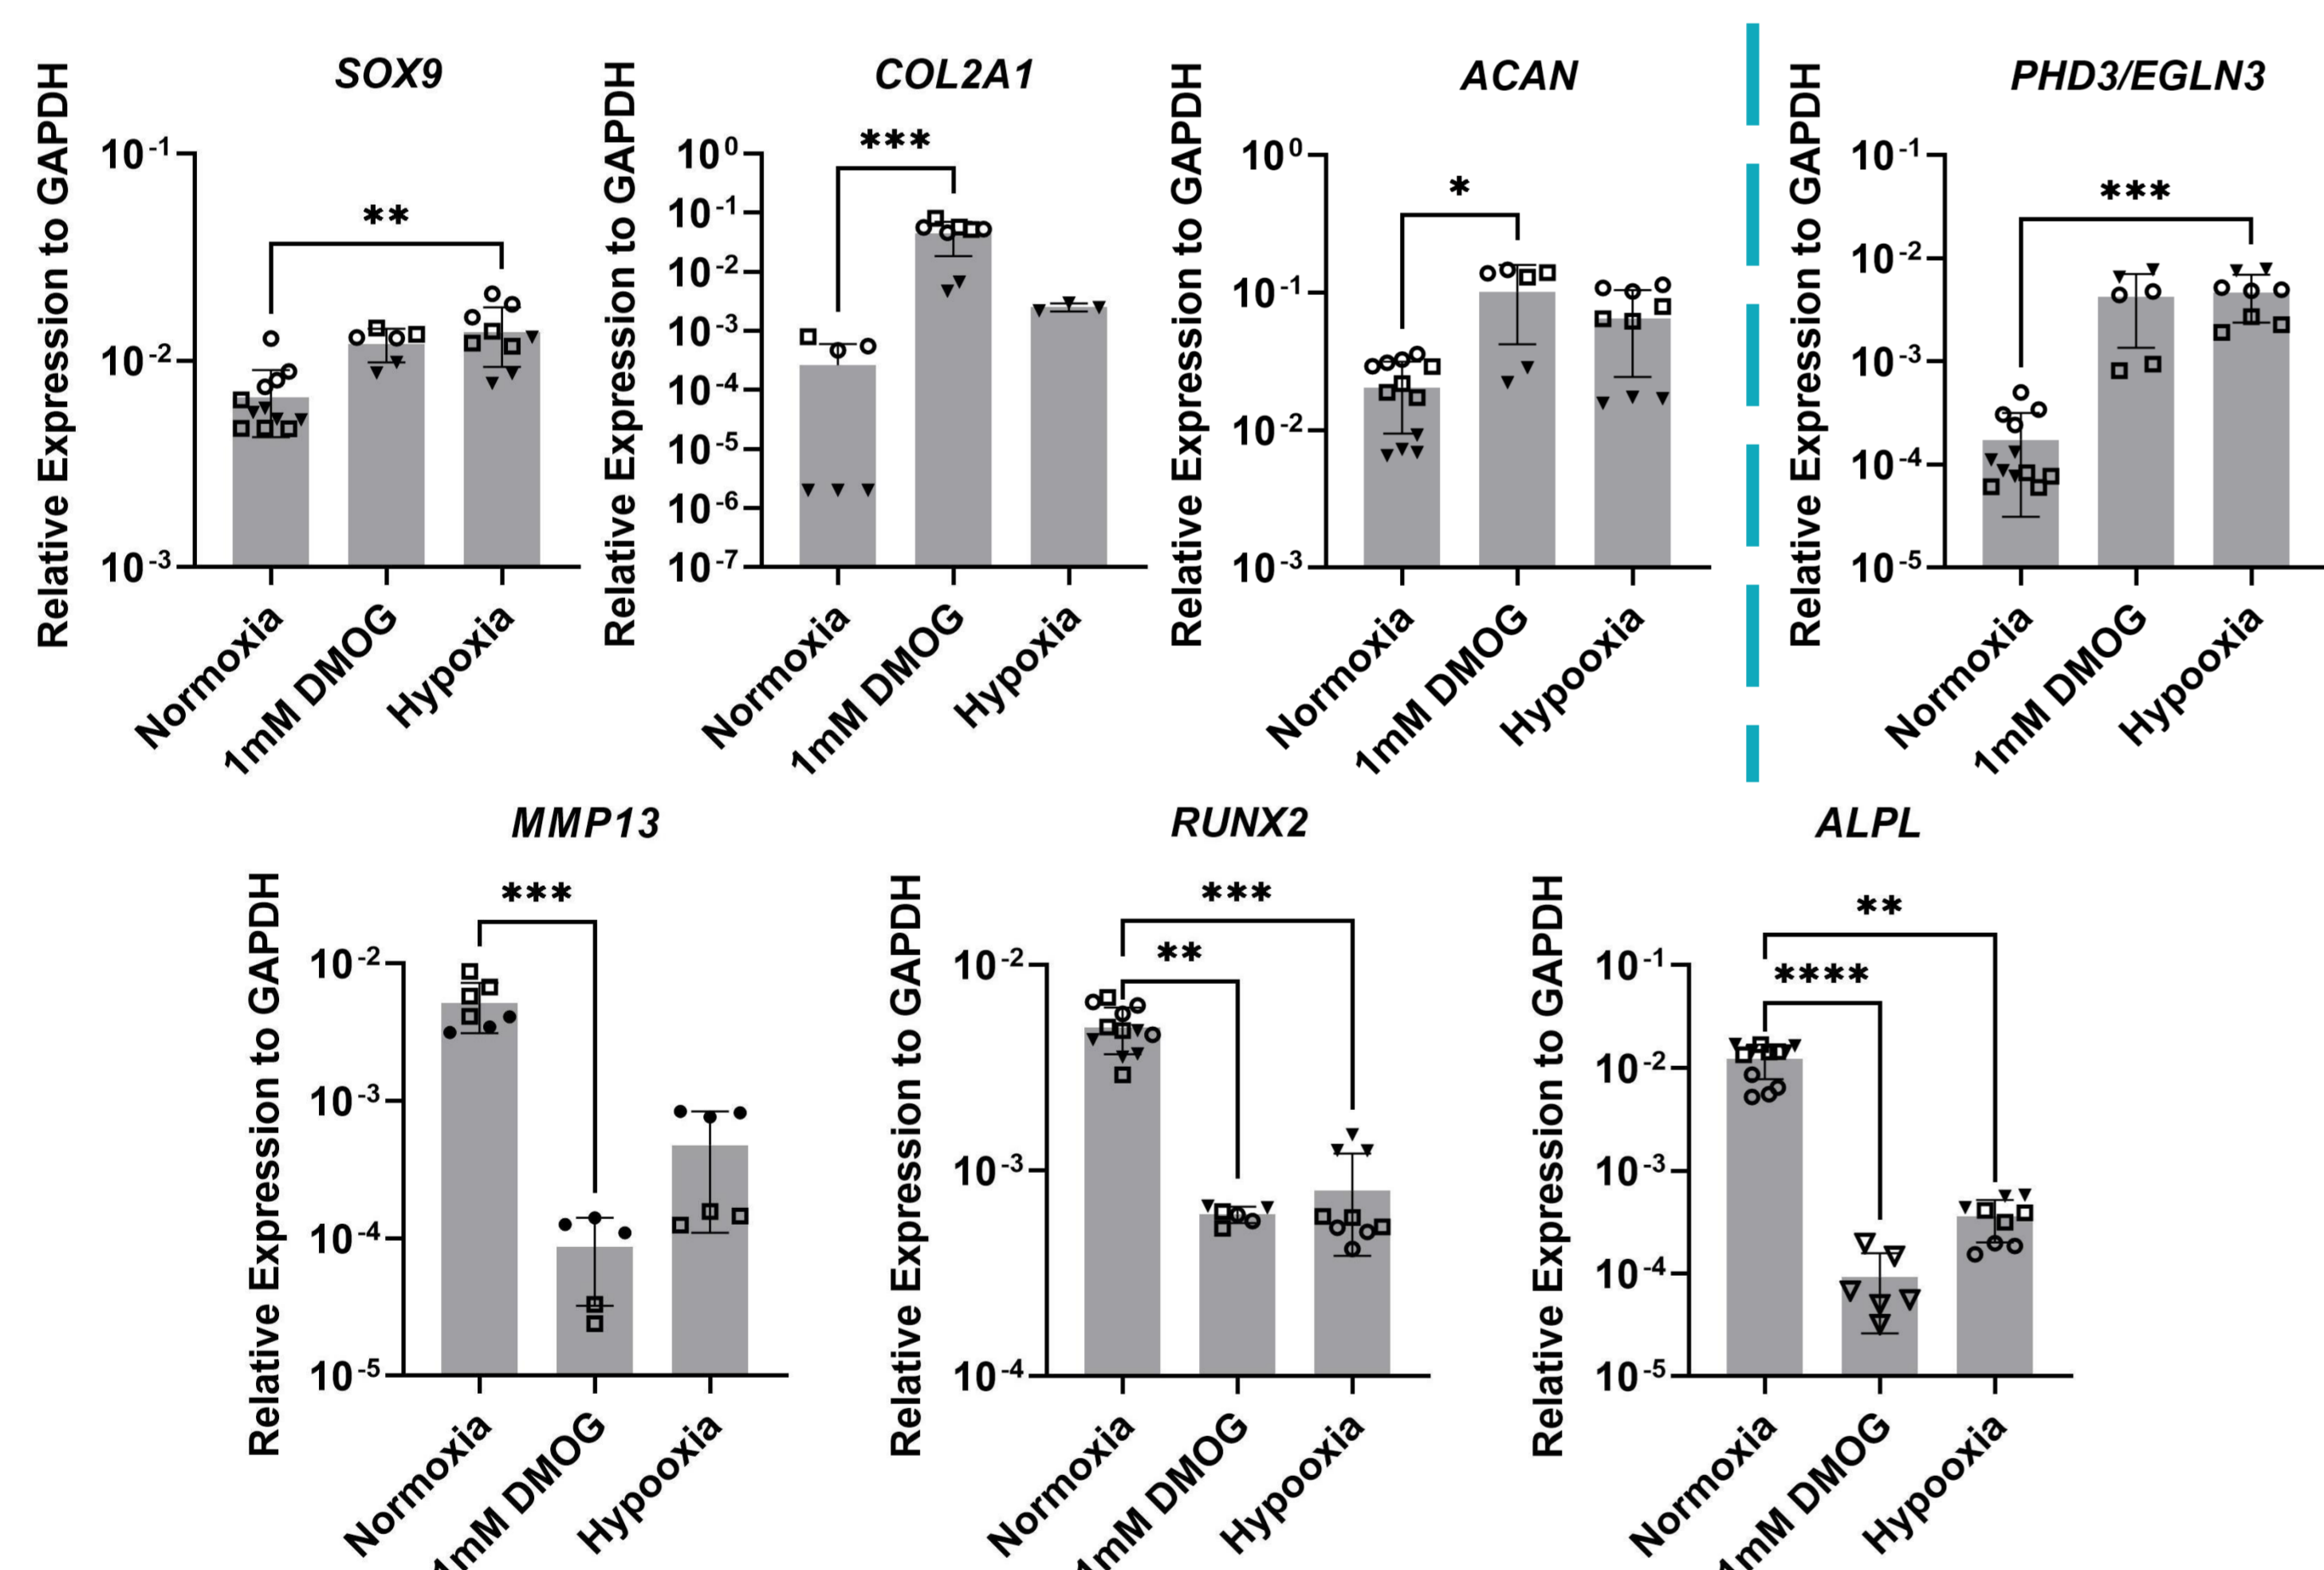 SOX9
Relative Expression to GAPDH
10-1
**
10-2
10-3
Normoxia
1mM DMOG
Hypoxia
COL2A1
Relative Expression to GAPDH
***
100
10-1
10-2
10-3
10-4
10-5
10-6
10-7
Normoxia
1mM DMOG
Hypoxia
ACAN
Relative Expression to GAPDH
100
*
10-1
10-2
10-3
Normoxia
1mM DMOG
Hypooxia
PHD3/EGLN3
Relative Expression to GAPDH
10-1
***
10-2
10-3
10-4
10-5
Normoxia
1mM DMOG
Hypooxia
MMP13
Relative Expression to GAPDH
***
10-2
10-3
10-4
10-5
Normoxia
1mM DMOG
Hypooxia
RUNX2
Relative Expression to GAPDH
***
**
10-2
10-3
10-4
Normoxia
1mM DMOG
Hypooxia
ALPL
Relative Expression to GAPDH
**
****
10-1
10-2
10-3
10-4
10-5
Normoxia
1mM DMOG
Hypooxia